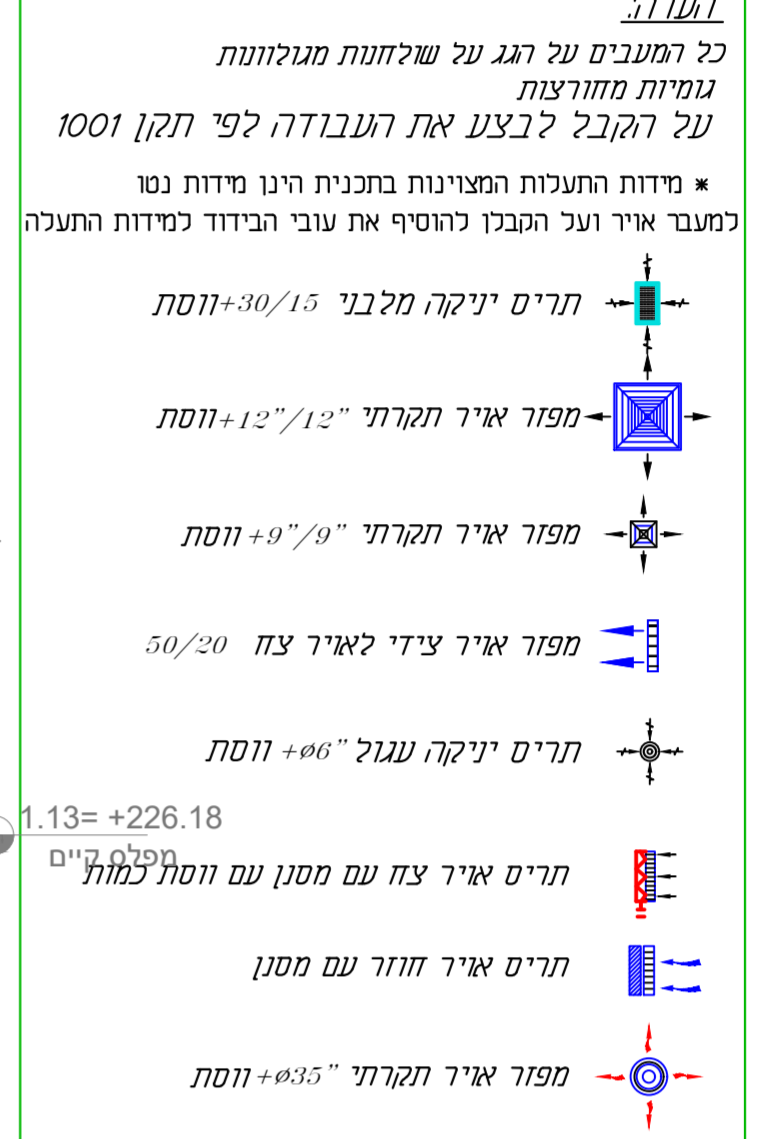 הערה:
כל המעבים על הגג על שולחנות מגולוונות
גומיות מחורצות
על הקבל לבצע את העבודה לפי תקן 1001
* מידות התעלות המצוינות בתכנית הינן מידות נטו
למעבר אויר ועל הקבלן להוסיף את עובי הבידוד למידות התעלה
תריס יניקה מלבני 30/15+ווסת
מפזר אויר תקרתי "12/"12+ווסת
מפזר אויר תקרתי "9/"9+ ווסת
מפזר אויר צידי לאויר צח 50/20
תריס יניקה עגול "ø6+ ווסת
1.13= +226.18
מפלס קיים
תריס אויר צח עם מסנן עם ווסת כמות
תריס אויר חוזר עם מסנן
מפזר אויר תקרתי "ø35+ ווסת